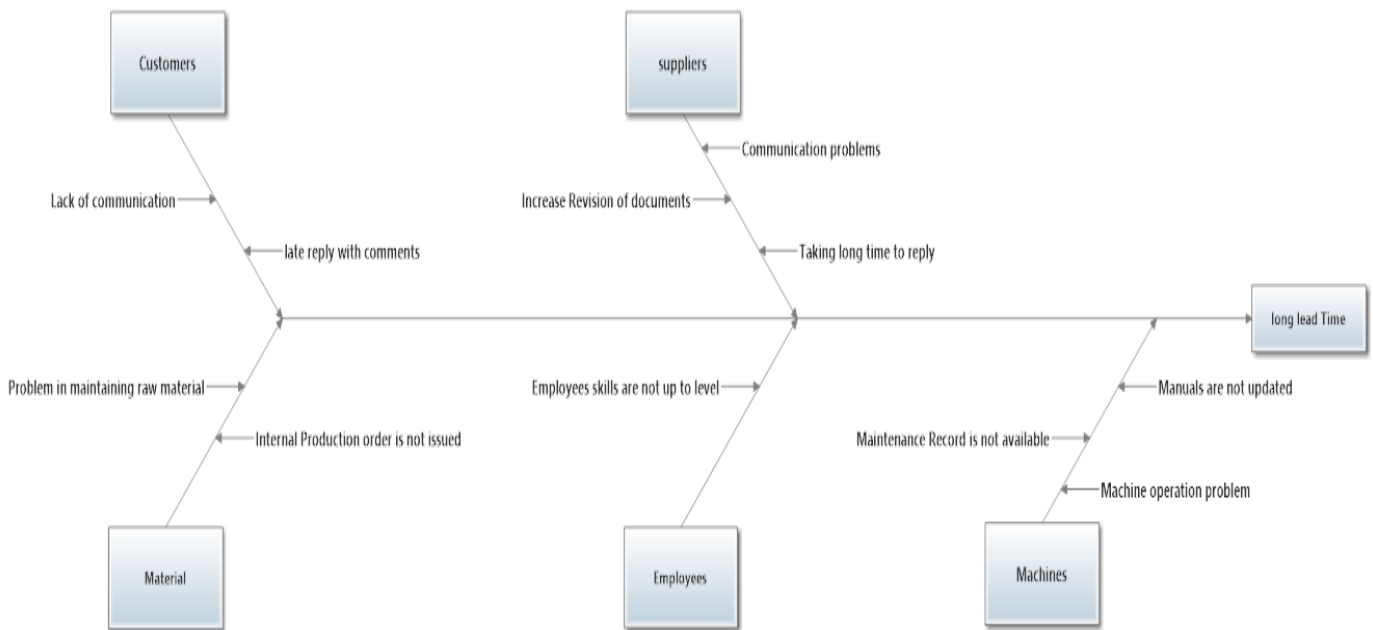 Customers
suppliers
Communication problems
Lack of communication
Increase Revision of documents
late reply with comments
Taking long time to reply
long lead Time
Problem in maintaining raw material
Employees skills are not up to level
Manuals are not updated
Internal Production order is not issued
Maintenance Record is not available
Machine operation problem
Material
Employees
Machines